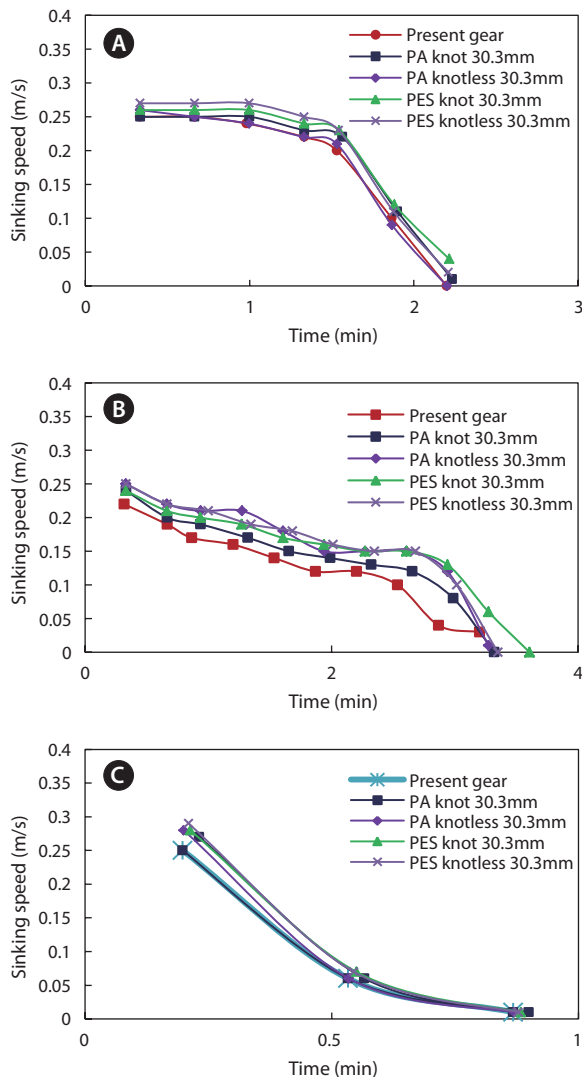 A
0.4
0.35
0.3
0.25
0.2
0.15
0.1
0.05
0
Sinking speed (m/s)
Present gear
PA knot 30.3mm
PA knotless 30.3mm
PES knot 30.3mm
PES knotless 30.3mm
0 1 2 3
Time (min)
B
0.4
0.35
0.3
0.25
0.2
0.15
0.1
0.05
0
Sinking speed (m/s)
Present gear
PA knot 30.3mm
PA knotless 30.3mm
PES knot 30.3mm
PES knotless 30.3mm
0 2 4
Time (min)
C
0.4
0.35
0.3
0.25
0.2
0.15
0.1
0.05
0
Sinking speed (m/s)
Present gear
PA knot 30.3mm
PA knotless 30.3mm
PES knot 30.3mm
PES knotless 30.3mm
0 0.5 1
Time (min)